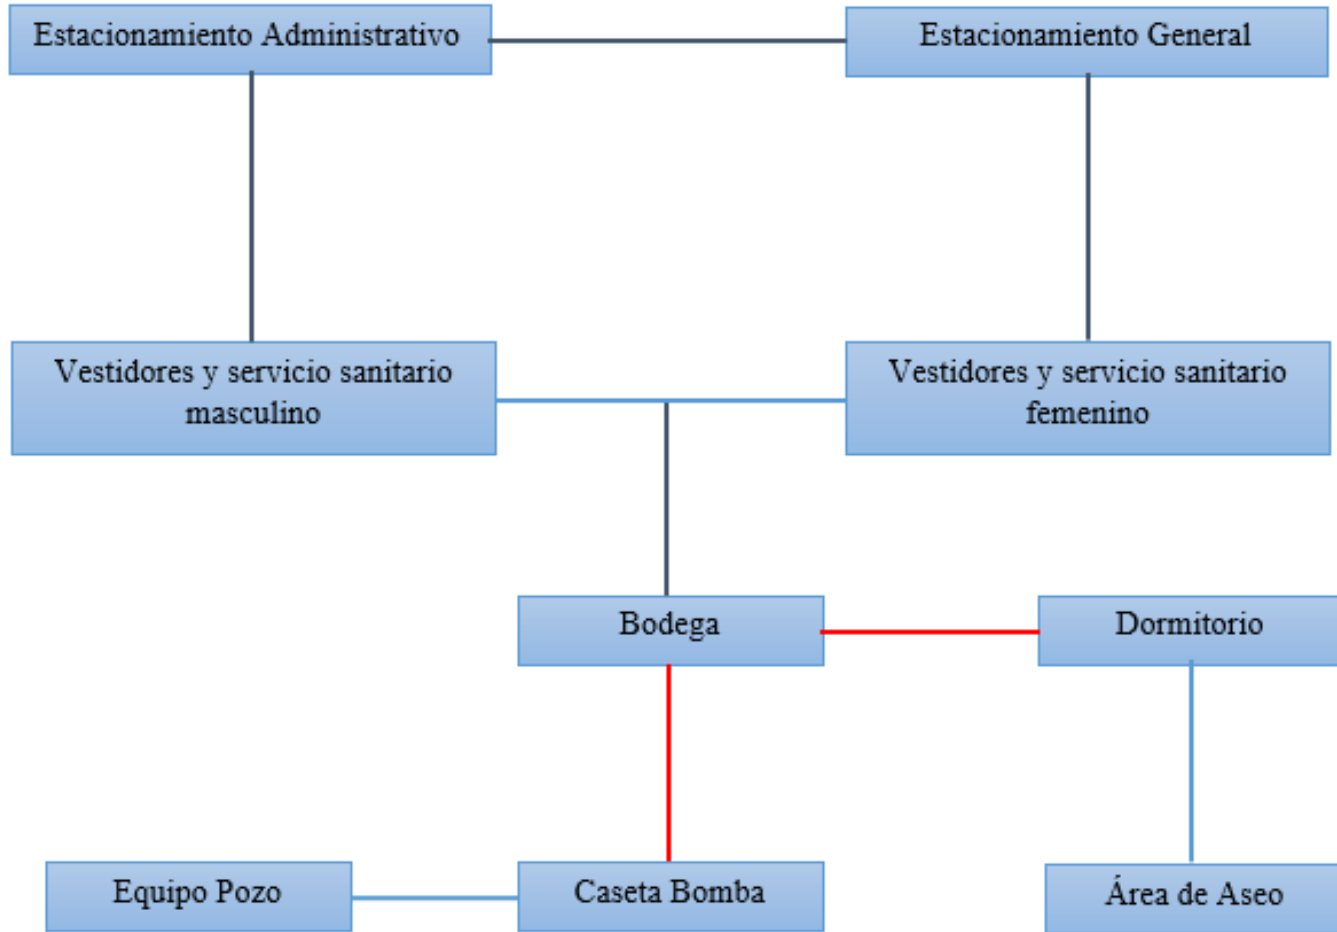 Estacionamiento Administrativo
Estacionamiento General
Vestidores y servicio sanitario
masculino
Vestidores y servicio sanitario
femenino
Bodega
Dormitorio
Equipo Pozo
Caseta Bomba
Área de Aseo